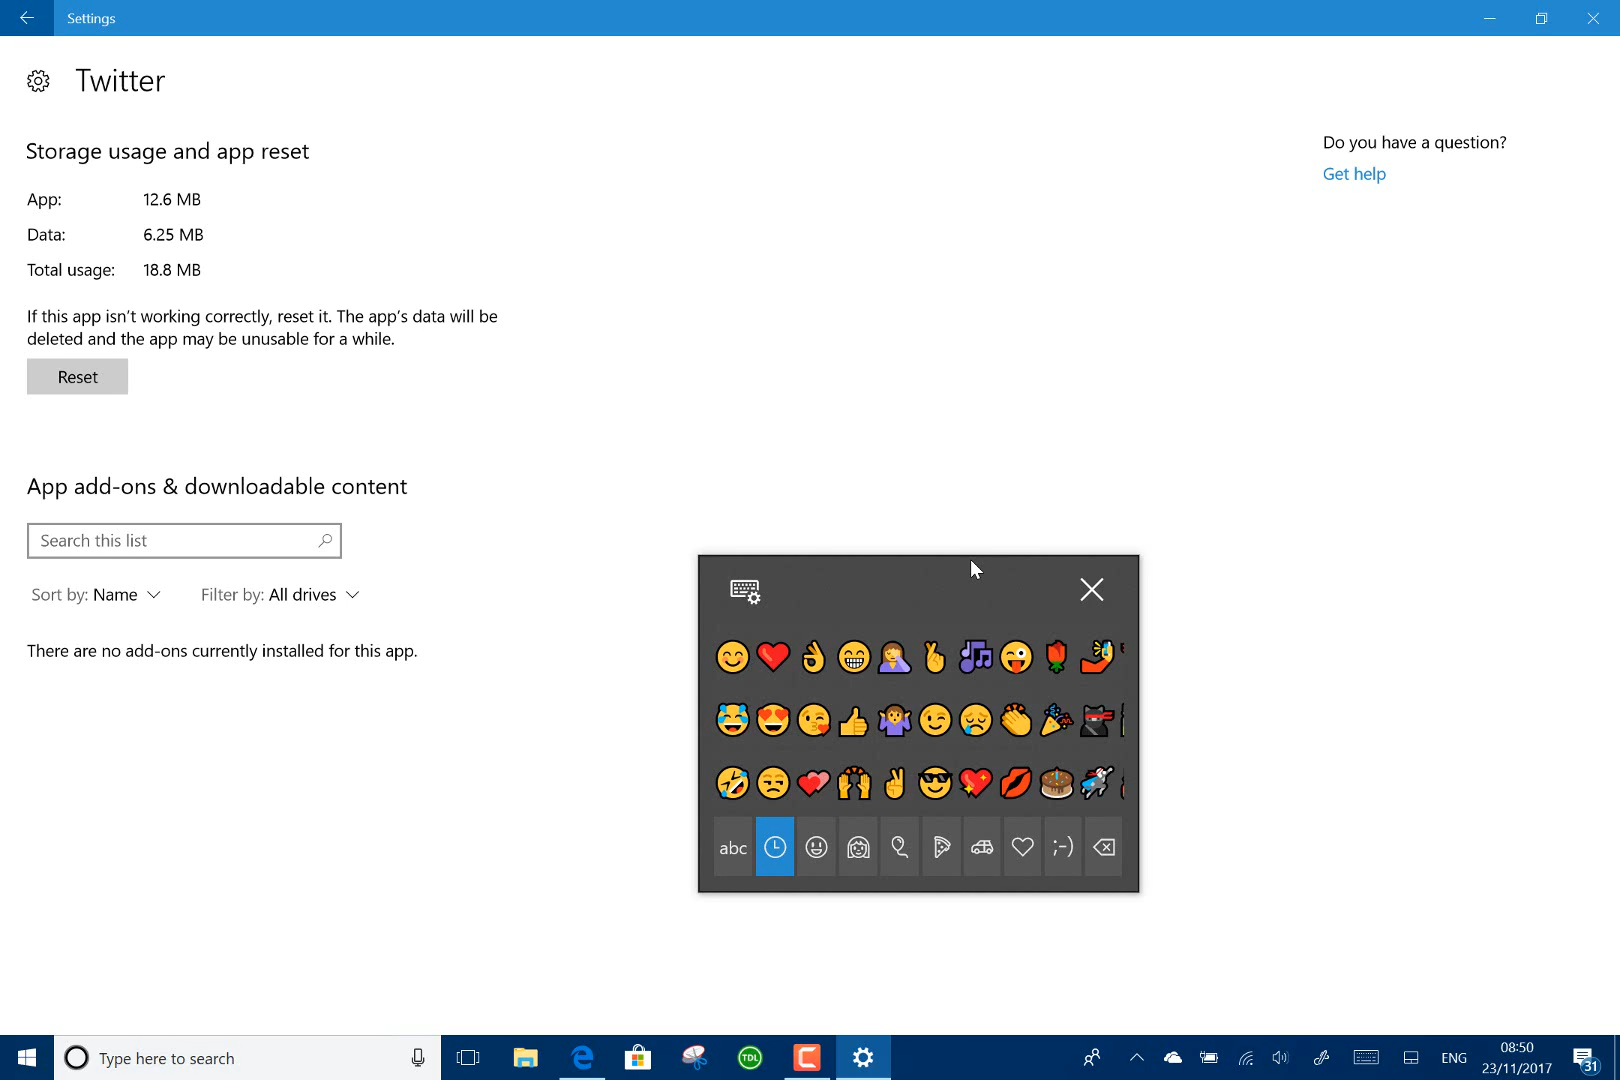 Settings
Twitter
Storage usage and app reset
App: 12.6 MB
Data: 6.25 MB
Total usage: 18.8 MB
If this app isn't working correctly, reset it. The app's data will be
deleted and the app may be unusable for a while.
Reset
Do you have a question?
Get help
App add-ons & downloadable content
Search this list
Sort by: Name Filter by: All drives
There are no add-ons currently installed for this app.
abc ;-)
Type here to search
TDL
ENG
08:50
23/11/2017
31